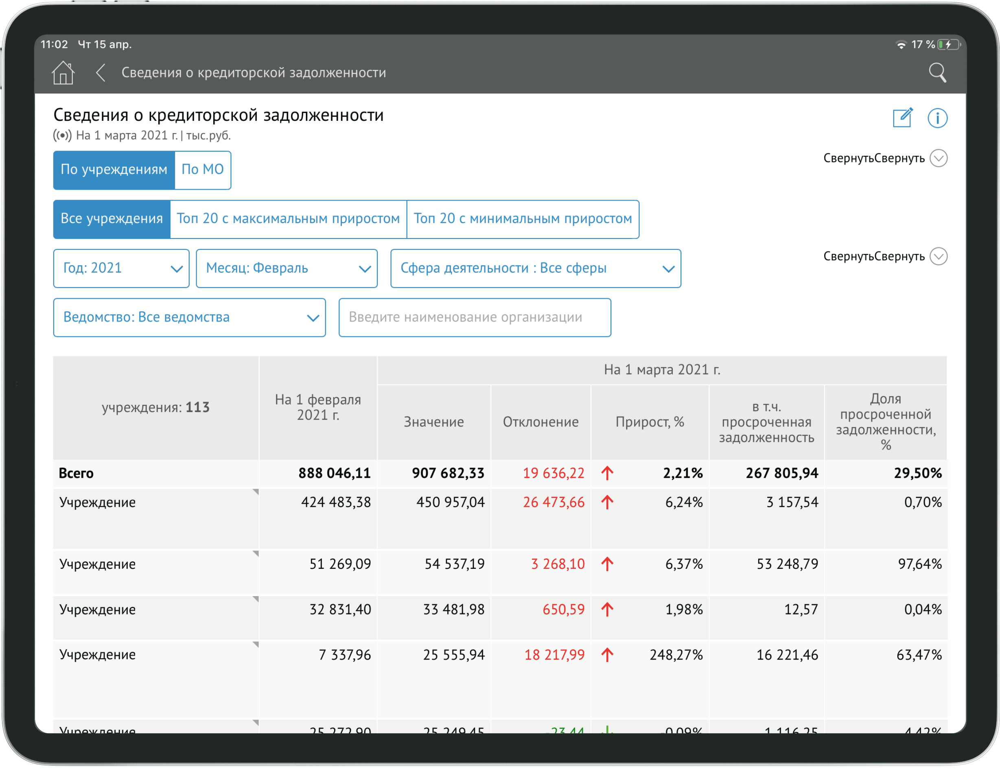 11:02 Чт 15 апр. 17 %
Сведения о кредиторской задолженности
Сведения о кредиторской задолженности
На 1 марта 2021 г. | тыс.руб.
По учреждениям По МО СвернутьСвернуть
Все учреждения Топ 20 с максимальным приростом Топ 20 с минимальным приростом
Год: 2021 Месяц: Февраль Сфера деятельности : Все сферы СвернутьСвернуть
Ведомство: Все ведомства Введите наименование организации
учреждения: 113
На 1 февраля
2021 г.
На 1 марта 2021 г.
Значение
Отклонение
Прирост, %
в т.ч.
просроченная
задолженность
Доля
просроченной
задолженности,
%
Всего 888 046,11 907 682,33 19 636,22 2,21% 267 805,94 29,50%
Учреждение 424 483,38 450 957,04 26 473,66 6,24% 3 157,54 0,70%
Учреждение 51 269,09 54 537,19 3 268,10 6,37% 53 248,79 97,64%
Учреждение 32 831,40 33 481,98 650,59 1,98% 12,57 0,04%
Учреждение 7 337,96 25 555,94 18 217,99 248,27% 16 221,46 63,47%
Учреждение 25 272,90 25 249,45 -23,44 -0,09% 1 116,25 4,42%